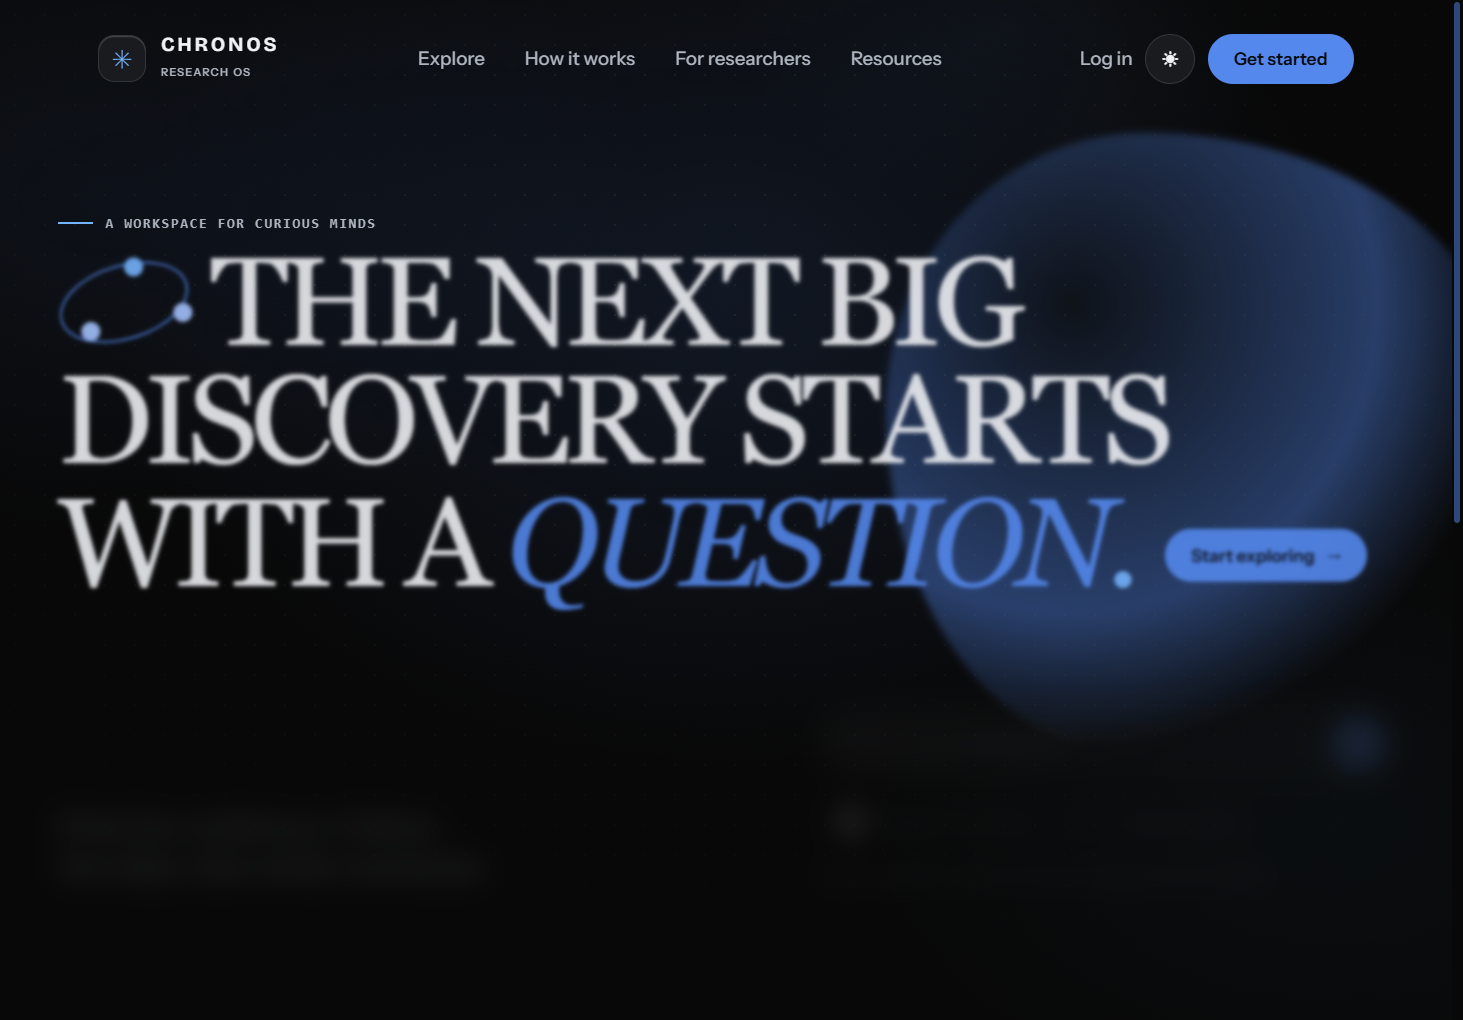 CHRONOS
RESEARCH OS
Explore
How it works
For researchers
Resources
Log in
Get started
A WORKSPACE FOR CURIOUS MINDS
THE NEXT BIG
DISCOVERY STARTS
WITH A QUESTION.
Start exploring →